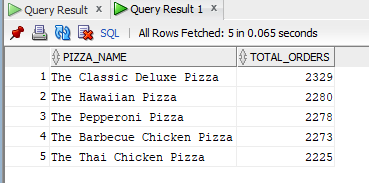 Query Result × Query Result 1 ×
SQL | All Rows Fetched: 5 in 0.065 seconds
PIZZA_NAME TOTAL_ORDERS
1 The Classic Deluxe Pizza 2329
2 The Hawaiian Pizza 2280
3 The Pepperoni Pizza 2278
4 The Barbecue Chicken Pizza 2273
5 The Thai Chicken Pizza 2225